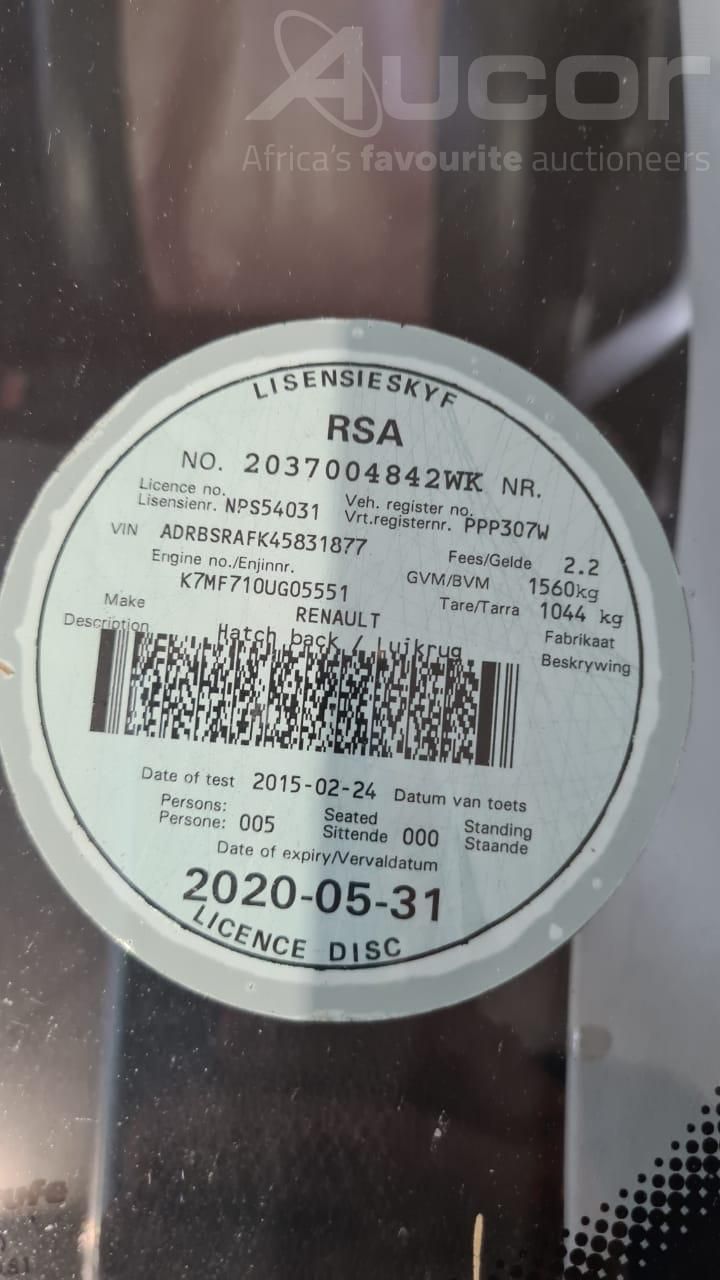 Aucor
Africa's favourite auctioneers
LISENSIESKYF
RSA
NO. 2037004842WK NR.
Licence no. Veh. register no.
Lisensienr. NPS54031 Vrt.registernr. PPP307W
VIN ADRBSRAFK45831877 Fees/Gelde 2.2
Engine no./Enjinnr. GVM/BVM 1560kg
K7MF710UG05551 Tare/Tarra 1044 kg
Make RENAULT Fabrikaat
Description Hatch back / Luikrug Beskrywing
Date of test 2015-02-24 Datum van toets
Persons: Seated Standing
Persone: 005 Sittende 000 Staande
Date of expiry/Vervaldatum
2020-05-31
LICENCE DISC